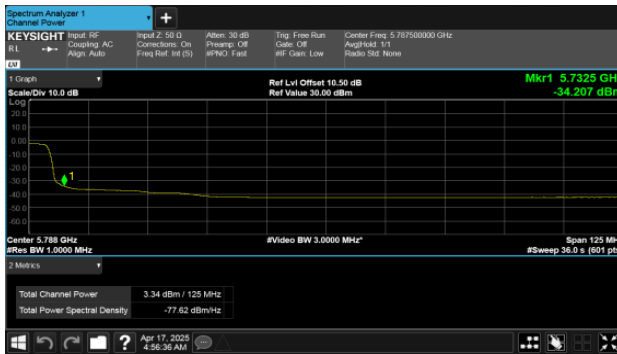 Spectrum Analyzer 1
Channel Power
+
KEYSIGHT Input: RF Input Z: 50 Ω Atten: 30 dB Trig: Free Run Center Freq: 5.787500000 GHz
RL Coupling: AC Corrections: On Preamp: Off Gate: Off Avg|Hold: 1/1
Align: Auto Freq Ref: Int (S) #PNO: Fast #IF Gain: Low Radio Std: None
LXI
1 Graph Ref Lvl Offset 10.50 dB Mkr1 5.7325 GH
Scale/Div 10.0 dB Ref Value 30.00 dBm -34.207 dBm
Log
20.0
10.0
0.00
-10.0
-20.0
-30.0
-40.0
-50.0
-60.0
1
Center 5.788 GHz #Video BW 3.0000 MHz* Span 125 MH
#Res BW 1.0000 MHz #Sweep 36.0 s (601 pts
2 Metrics
Total Channel Power 3.34 dBm / 125 MHz
Total Power Spectral Density -77.62 dBm/Hz
? Apr 17, 2025
4:56:36 AM